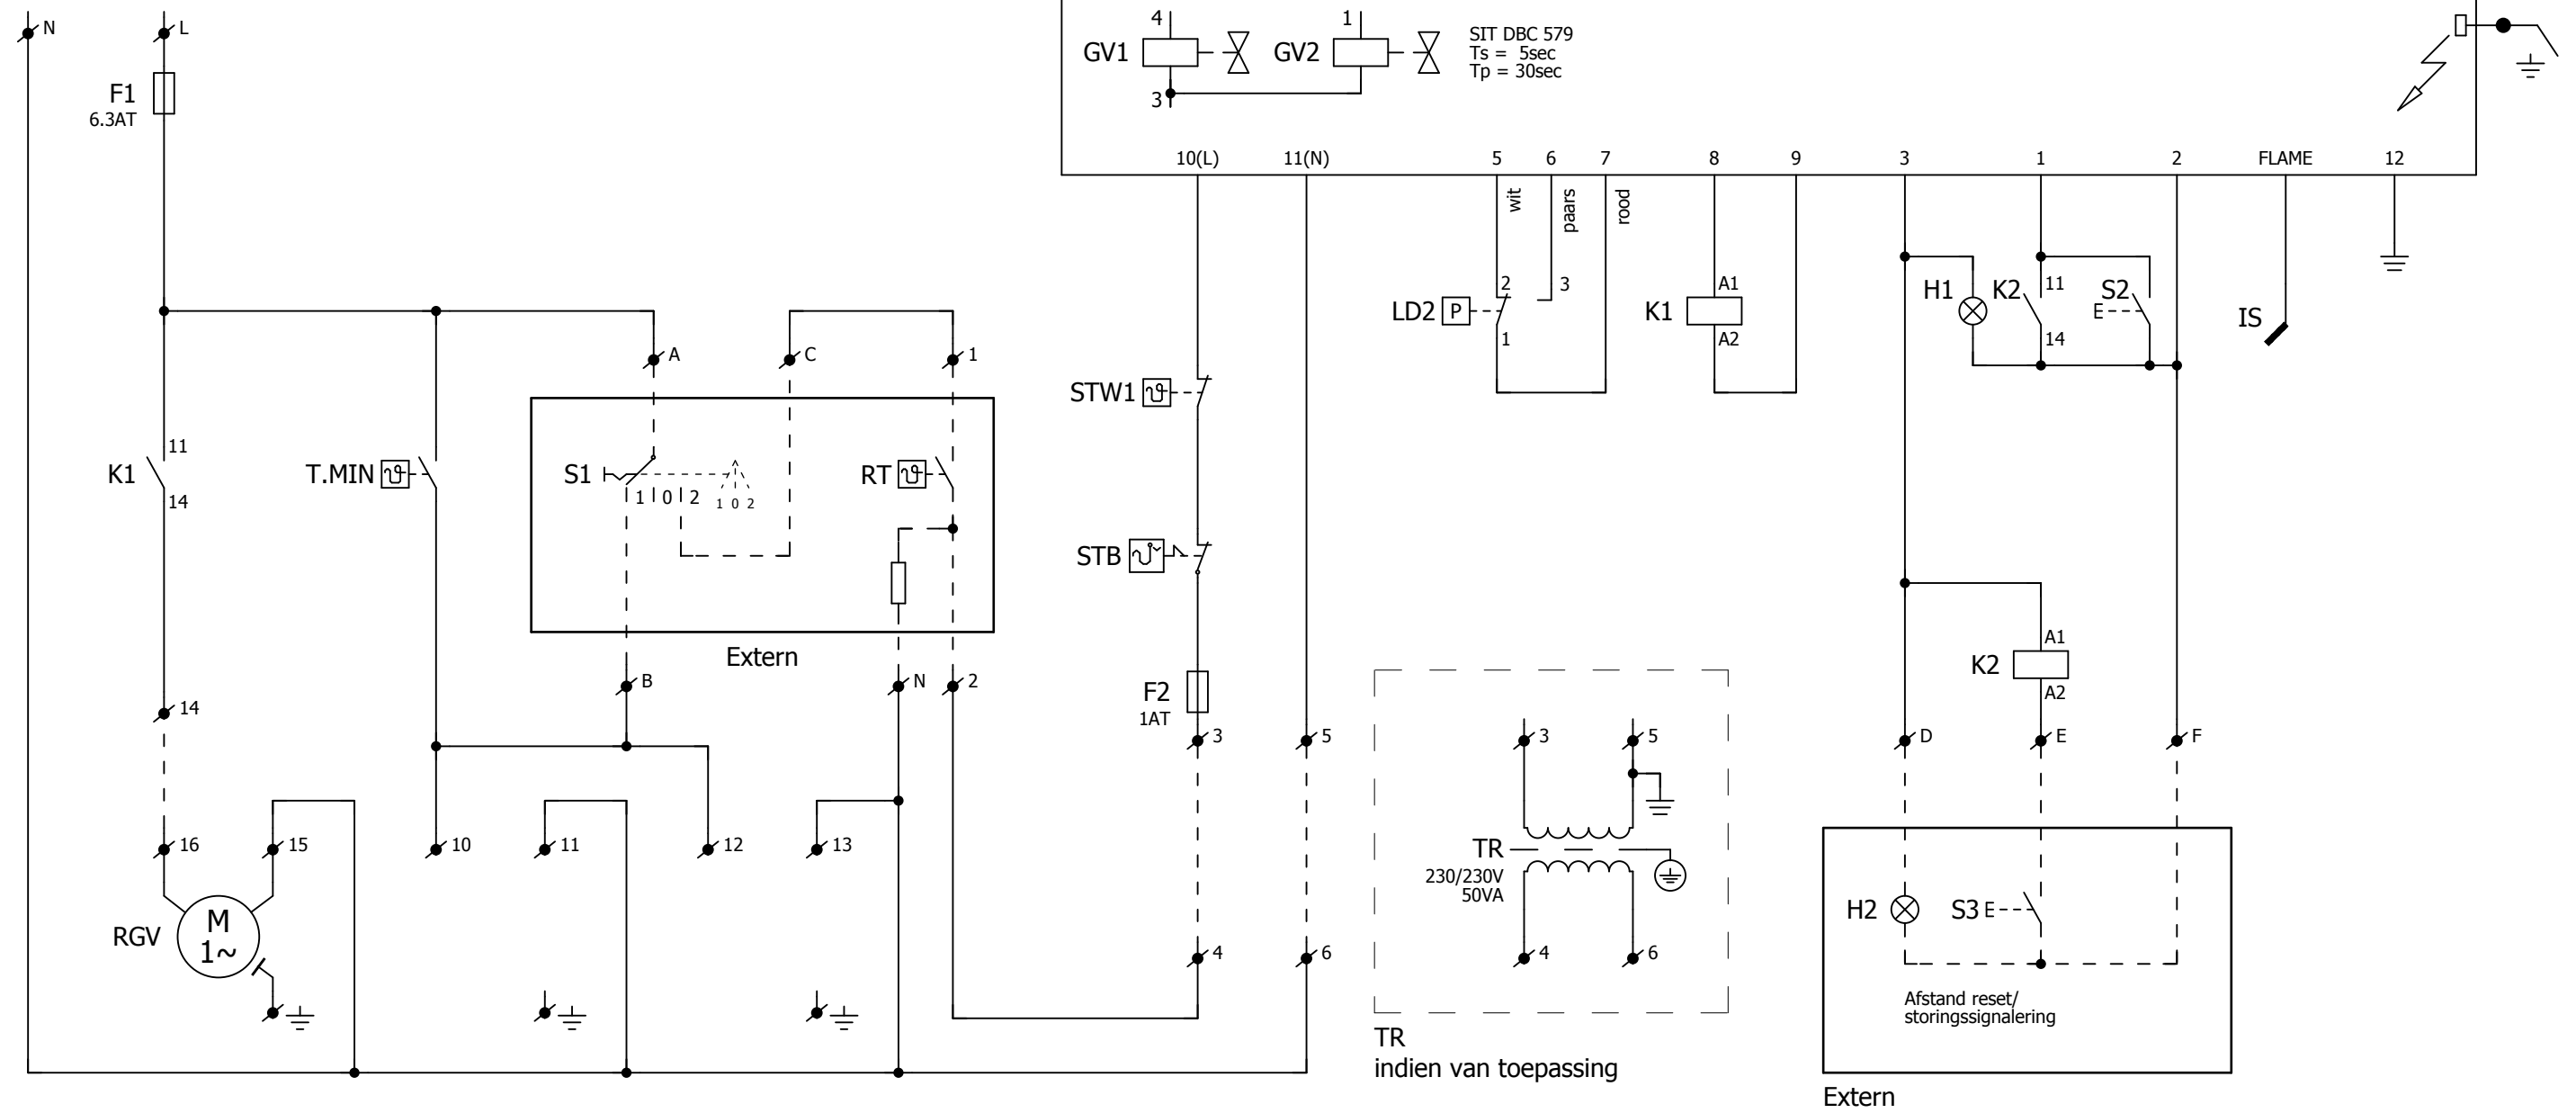 N
L
F1
6.3AT
4
GV1
3
1
GV2
SIT DBC 579
Ts = 5sec
Tp = 30sec
10(L)
11(N)
5
6
7
8
9
3
1
2
FLAME
12
wit
paars
rood
A
C
1
LD2
P
2
1
3
K1
A1
A2
H1
K2
11
14
S2
E
IS
STW1
K1
11
14
T.MIN
S1
1 0 2
1 0 2
RT
STB
Extern
B
N
2
F2
1AT
3
5
14
16
15
10
11
12
13
M
1~
RGV
4
6
3
5
TR
230/230V
50VA
4
6
TR
indien van toepassing
K2
A1
A2
D
E
F
H2
S3
E
Afstand reset/
storingssignalering
Extern